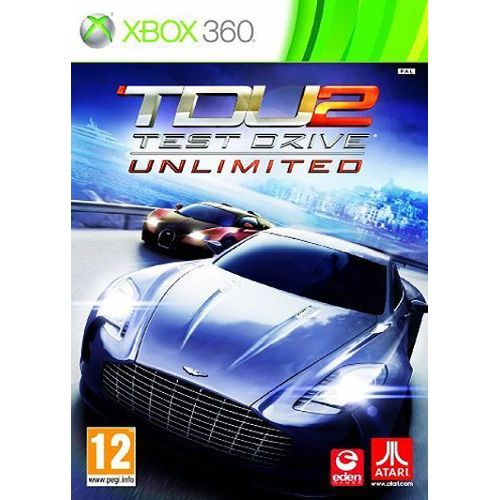 XBOX 360
PAL
TDU2
TEST DRIVE
UNLIMITED
12
www.pegi.info
eden
GAMES
ATARI
www.atari.com